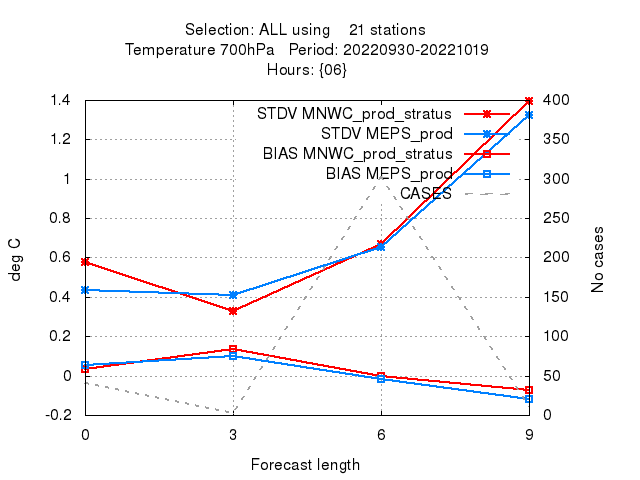 Selection: ALL using    21 stations
Temperature 700hPa   Period: 20220930-20221019
Hours: {06}
STDV MNWC_prod_stratus
STDV MEPS_prod
BIAS MNWC_prod_stratus
BIAS MEPS_prod
CASES
deg C
1.4
1.2
1
0.8
0.6
0.4
0.2
0
-0.2
No cases
400
350
300
250
200
150
100
50
0
0 3 6 9
Forecast length